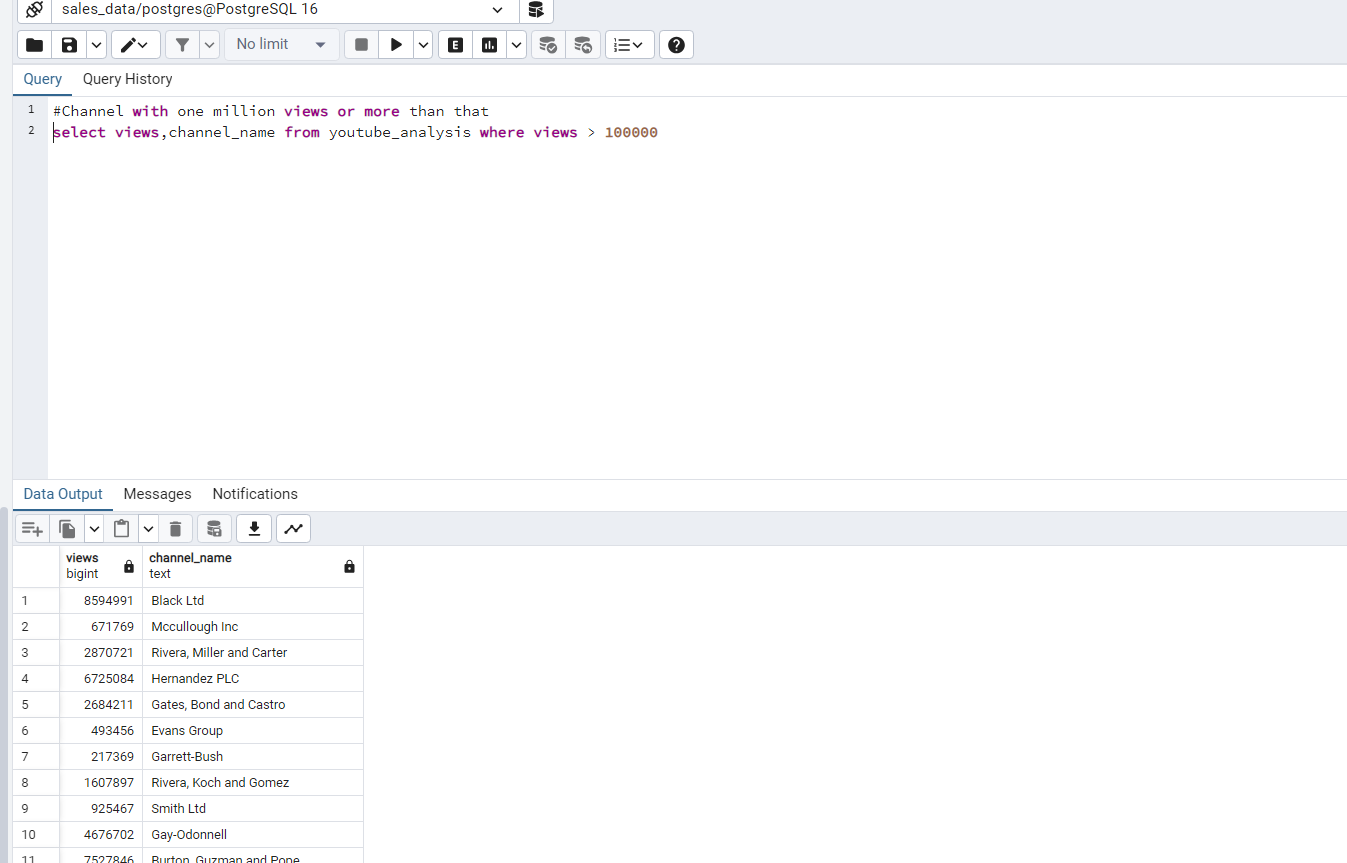 sales_data/postgres@PostgreSQL 16
No limit
E
Query Query History
1 #Channel with one million views or more than that
2 select views,channel_name from youtube_analysis where views > 100000
Data Output Messages Notifications
views channel_name
bigint text
1 8594991 Black Ltd
2 671769 Mccullough Inc
3 2870721 Rivera, Miller and Carter
4 6725084 Hernandez PLC
5 2684211 Gates, Bond and Castro
6 493456 Evans Group
7 217369 Garrett-Bush
8 1607897 Rivera, Koch and Gomez
9 925467 Smith Ltd
10 4676702 Gay-Odonnell
11 7527846 Burton, Guzman and Pope